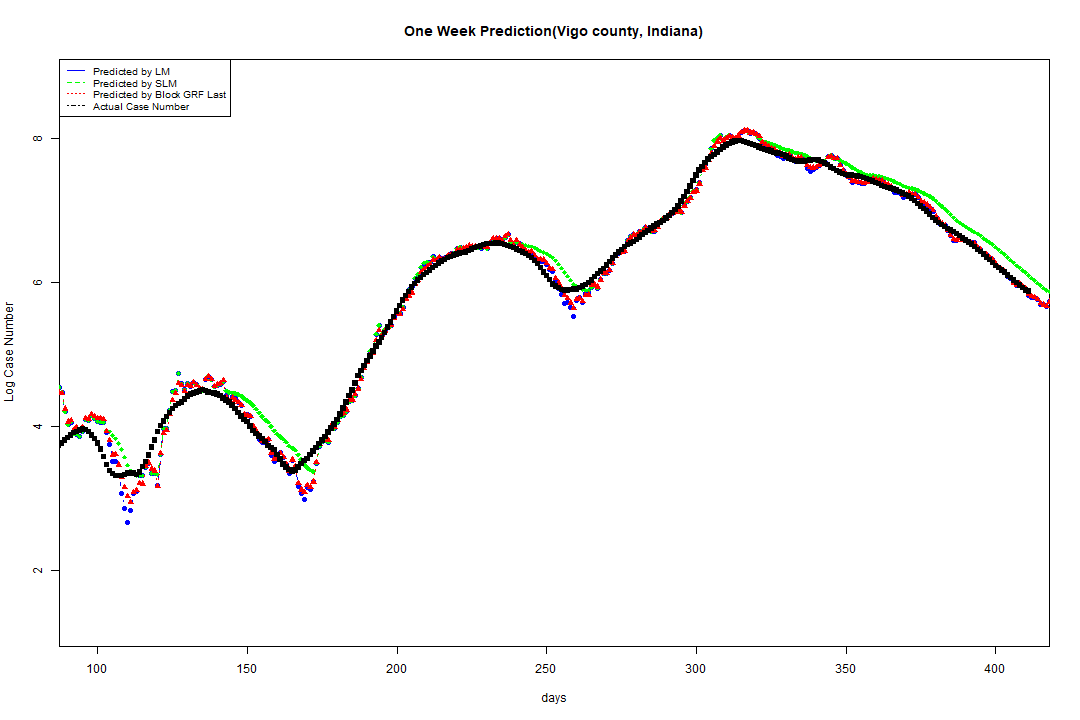 One Week Prediction(Vigo county, Indiana)
Predicted by LM
Predicted by SLM
Predicted by Block GRF Last
Actual Case Number
8
6
4
2
Log Case Number
100 150 200 250 300 350 400
days